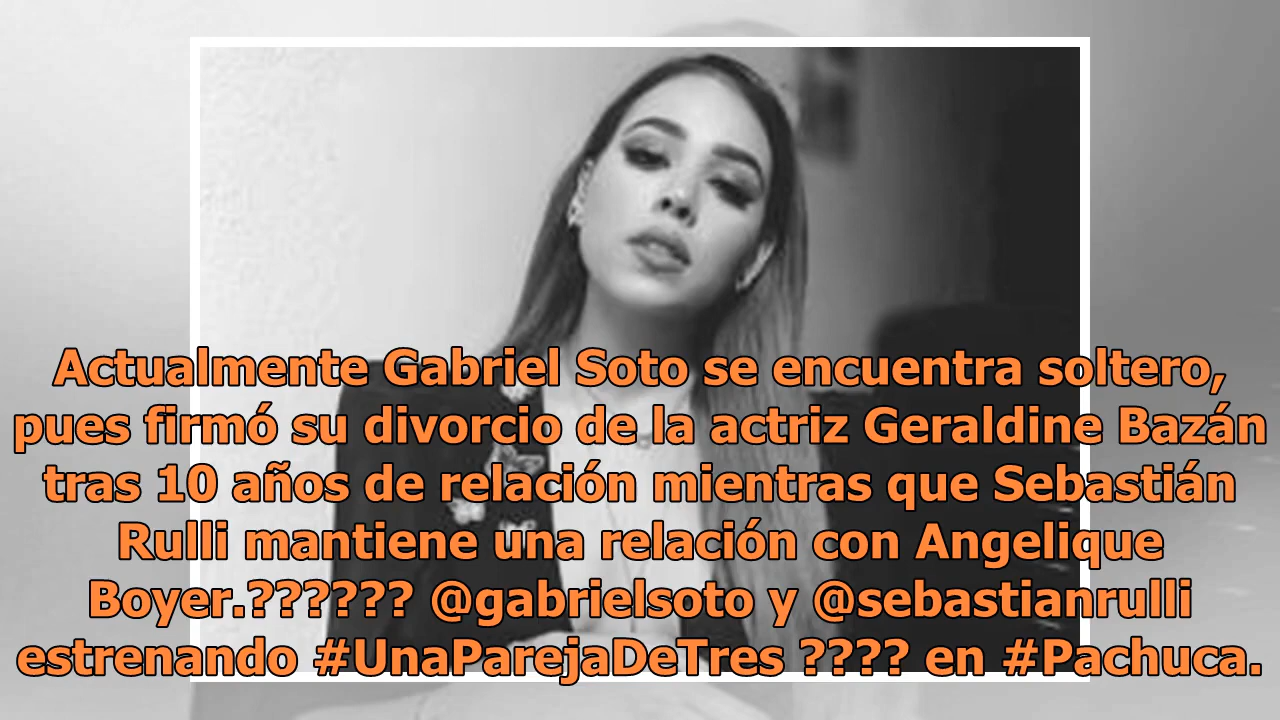 Actualmente Gabriel Soto se encuentra soltero,
pues firmó su divorcio de la actriz Geraldine Bazán
tras 10 años de relación mientras que Sebastián
Rulli mantiene una relación con Angelique
Boyer.?????? @gabrielsoto y @sebastianrulli
estrenando #UnaParejaDeTres ???? en #Pachuca.